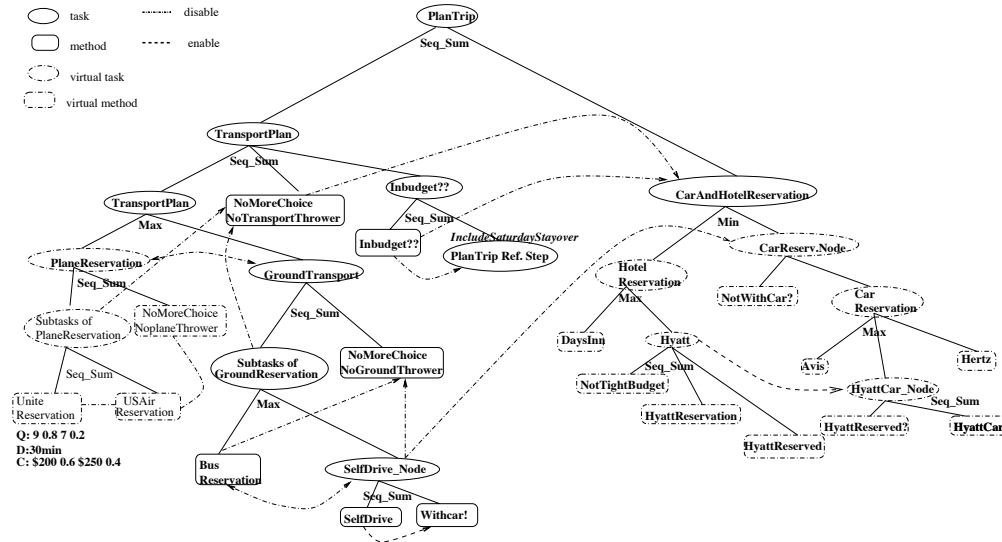 task
disable
method
enable
virtual task
virtual method
PlanTrip
Seq_Sum
TransportPlan
Seq_Sum
TransportPlan
Max
NoMoreChoice
NoTransportThrower
Inbudget??
Seq_Sum
Inbudget??
IncludeSaturdayStayover
PlanTrip Ref. Step
CarAndHotelReservation
Min
PlaneReservation
Seq_Sum
GroundTransport
Seq_Sum
Hotel
Reservation
Max
CarReserv.Node
NotWithCar?
Car
Reservation
Max
Subtasks of
PlaneReservation
Seq_Sum
NoMoreChoice
NoplaneThrower
Subtasks of
GroundReservation
Max
NoMoreChoice
NoGroundThrower
DaysInn
Hyatt
Seq_Sum
Avis
Hertz
Unite
Reservation
USAir
Reservation
NotTightBudget
HyattCar_Node
Seq_Sum
HyattReservation
HyattReserved?
HyattCar
HyattReserved
Q: 9 0.8 7 0.2
D:30min
C: $200 0.6 $250 0.4
Bus
Reservation
SelfDrive_Node
Seq_Sum
SelfDrive
Withcar!